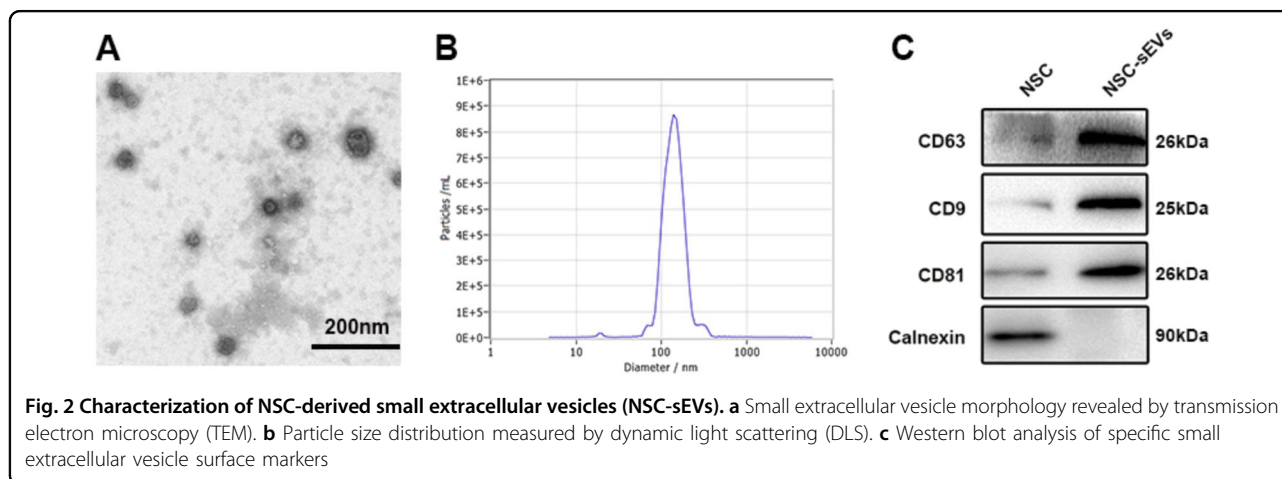 A
200nm
B
1E+6
9E+5
8E+5
7E+5
6E+5
5E+5
4E+5
3E+5
2E+5
1E+5
0E+0
Particles /mL
1 10 100 1000 10000
Diameter / nm
C
NSC NSC-sEVs
CD63 26kDa
CD9 25kDa
CD81 26kDa
Calnexin 90kDa
Fig. 2 Characterization of NSC-derived small extracellular vesicles (NSC-sEVs). a Small extracellular vesicle morphology revealed by transmission
electron microscopy (TEM). b Particle size distribution measured by dynamic light scattering (DLS). c Western blot analysis of specific small
extracellular vesicle surface markers